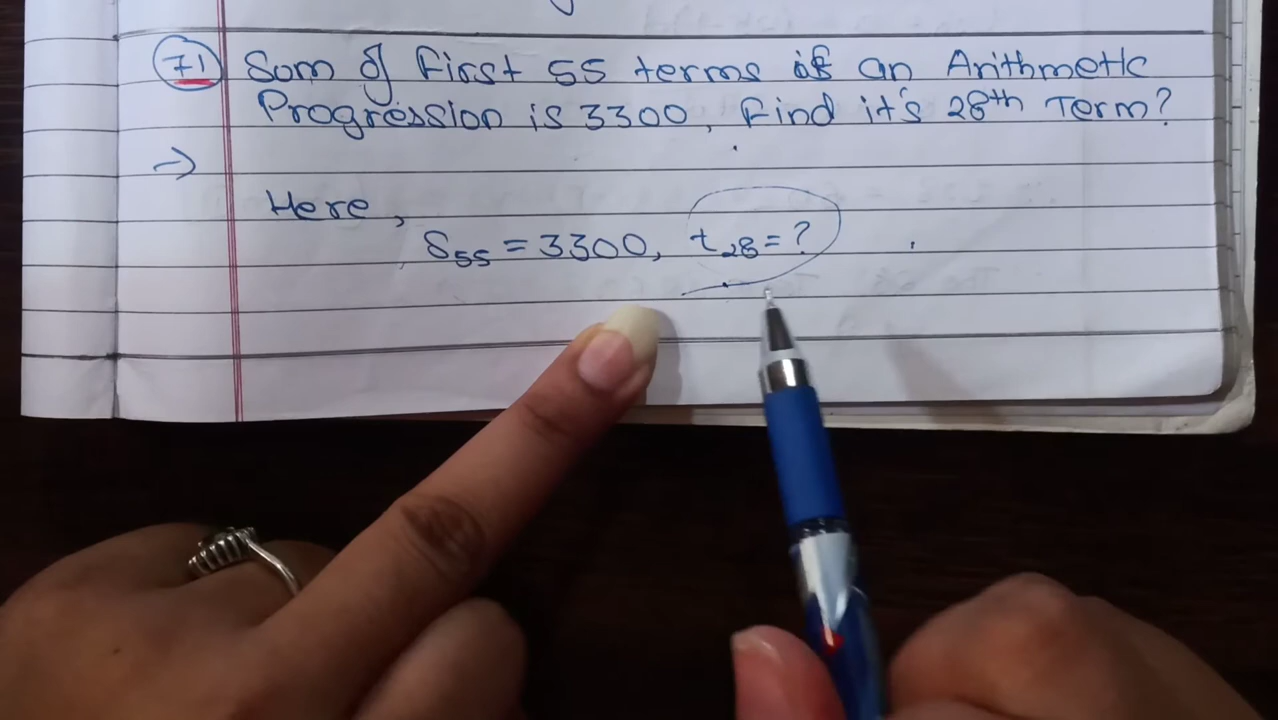 71 Sum of First 55 terms of an Arithmetic
Progression is 3300, Find it's 28th Term?
→
Here,
S55 = 3300, t28 = ?